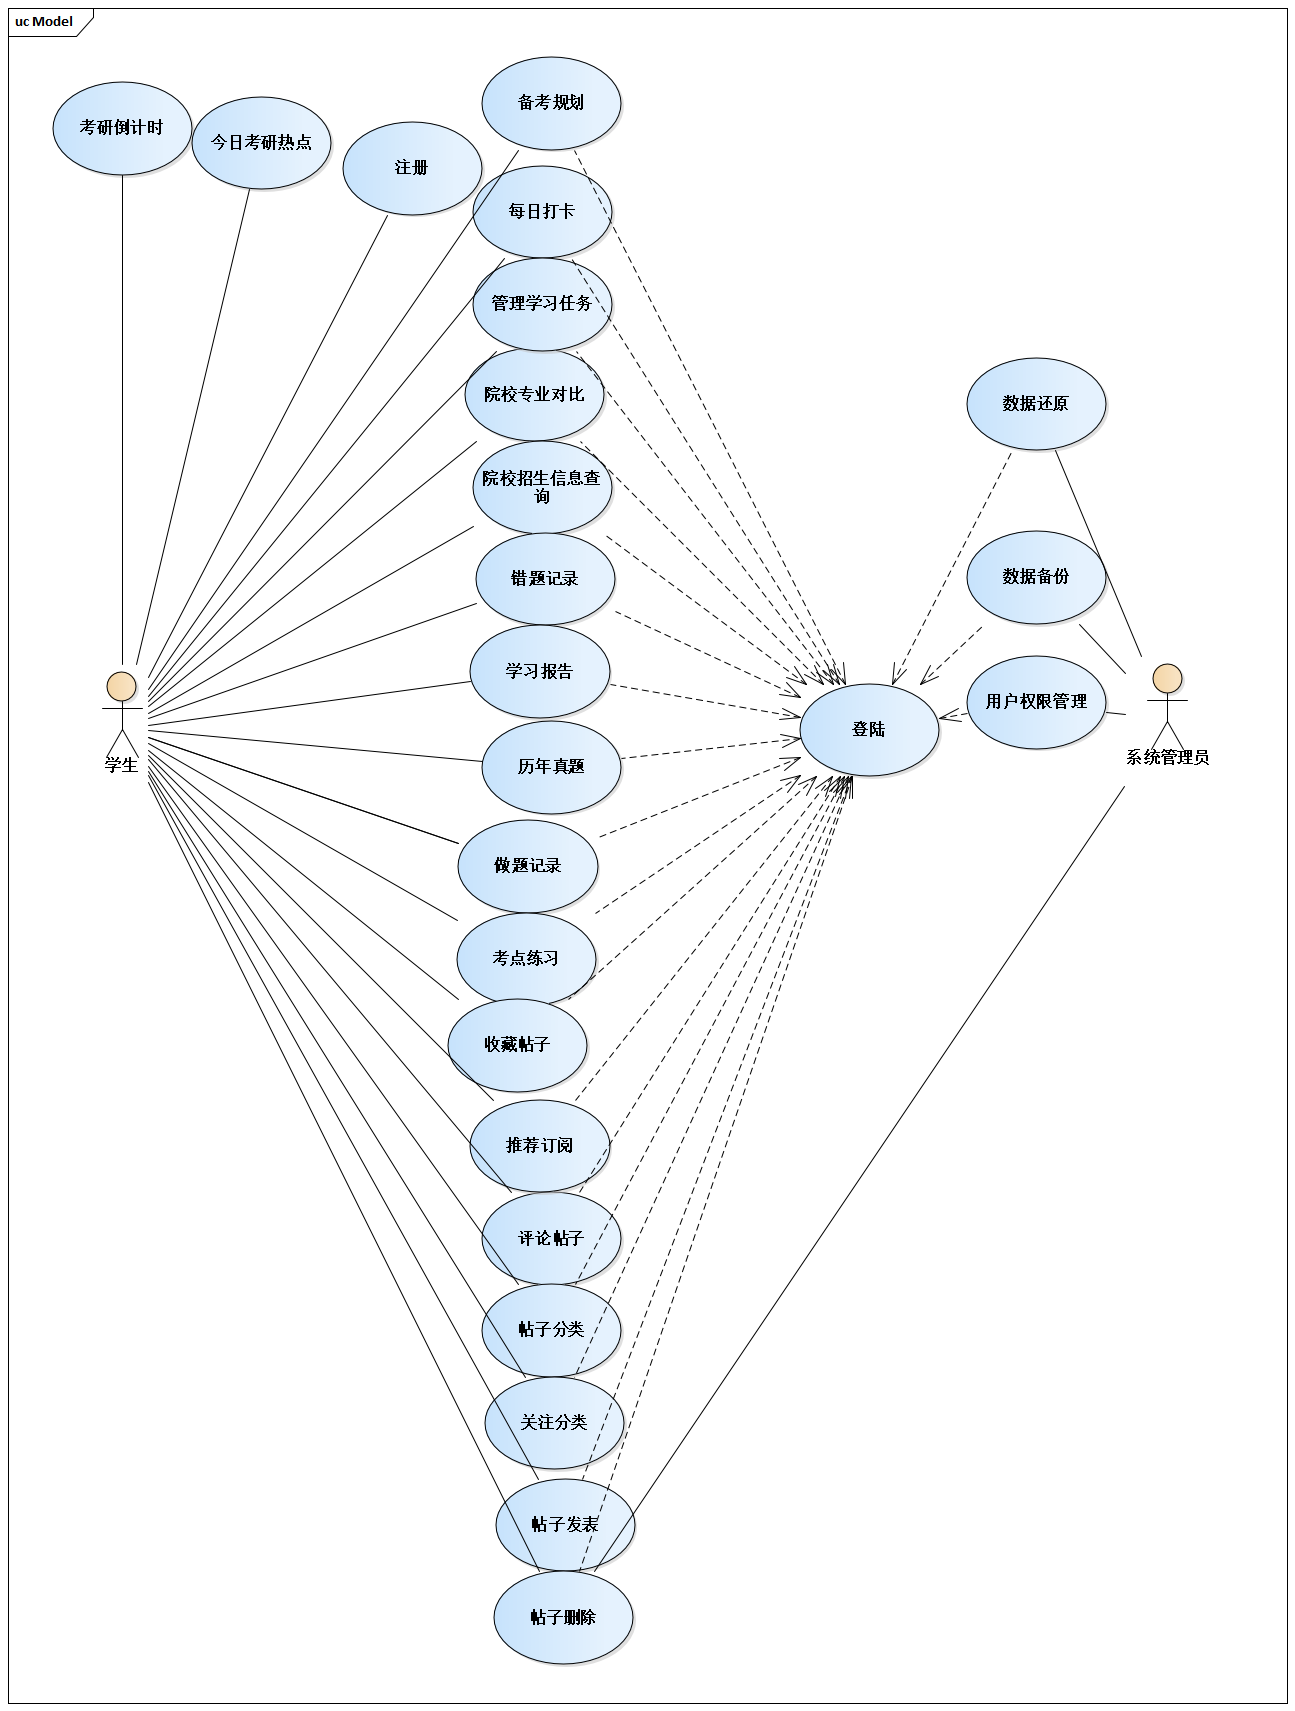 uc Model
考研倒计时
今日考研热点
注册
备考规划
每日打卡
管理学习任务
院校专业对比
院校招生信息查
询
错题记录
学习报告
历年真题
做题记录
考点练习
收藏帖子
推荐订阅
评论帖子
帖子分类
关注分类
帖子发表
帖子删除
学生
登陆
数据还原
数据备份
用户权限管理
系统管理员